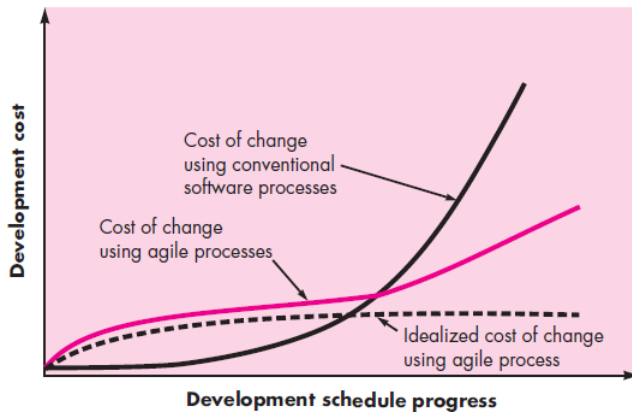 Development cost
Cost of change
using conventional
software processes
Cost of change
using agile processes
Idealized cost of change
using agile process
Development schedule progress